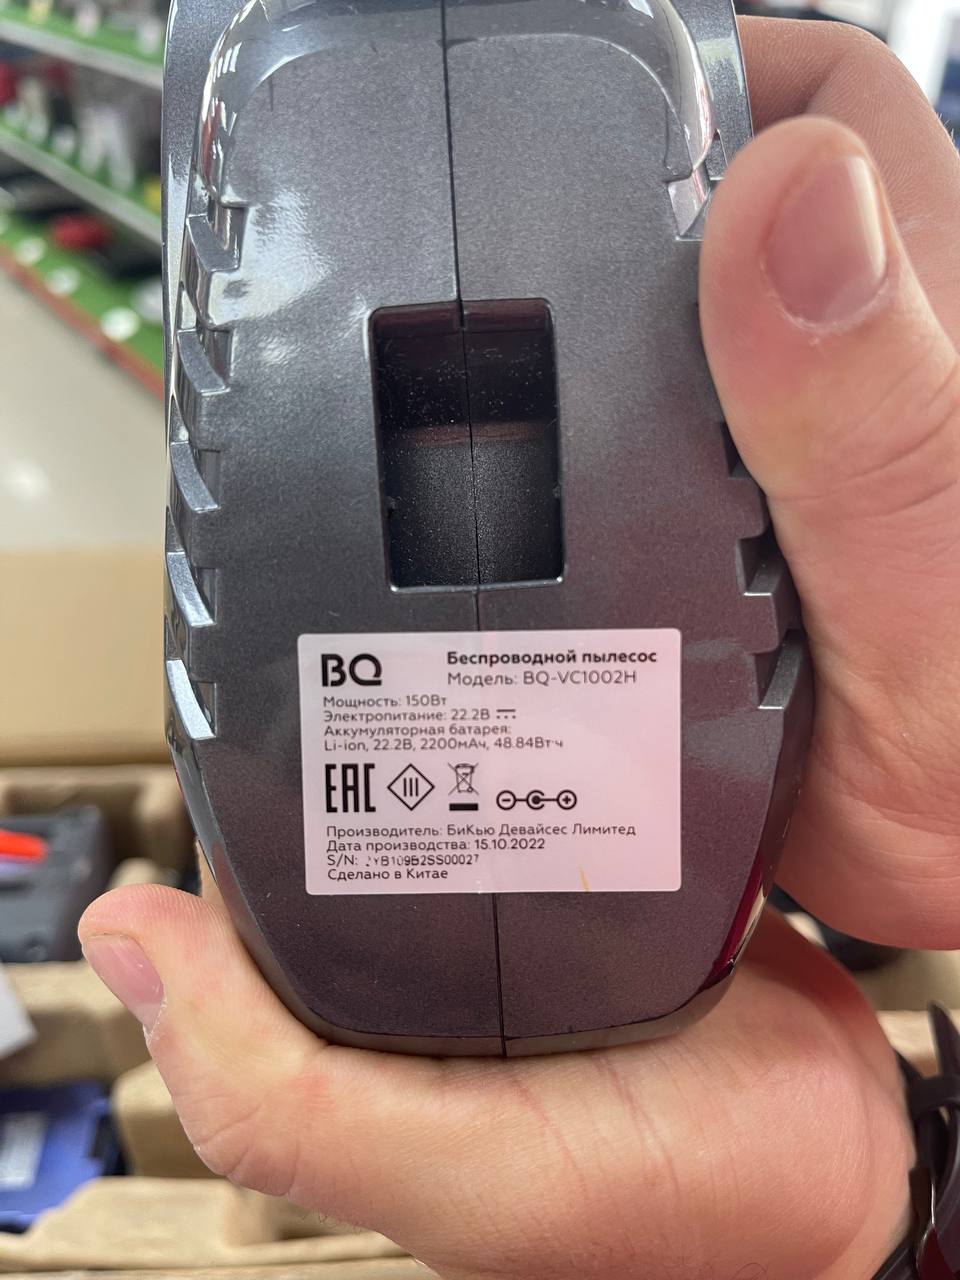 BQ
Беспроводной пылесос
Модель: BQ-VC1002H
Мощность: 150Вт
Электропитание: 22.2В
Аккумуляторная батарея:
Li-ion, 22.2В, 2200мАч, 48.84Вт·ч
EAC
Производитель: БиКью Девайсес Лимитед
Дата производства: 15.10.2022
S/N:
Сделано в Китае